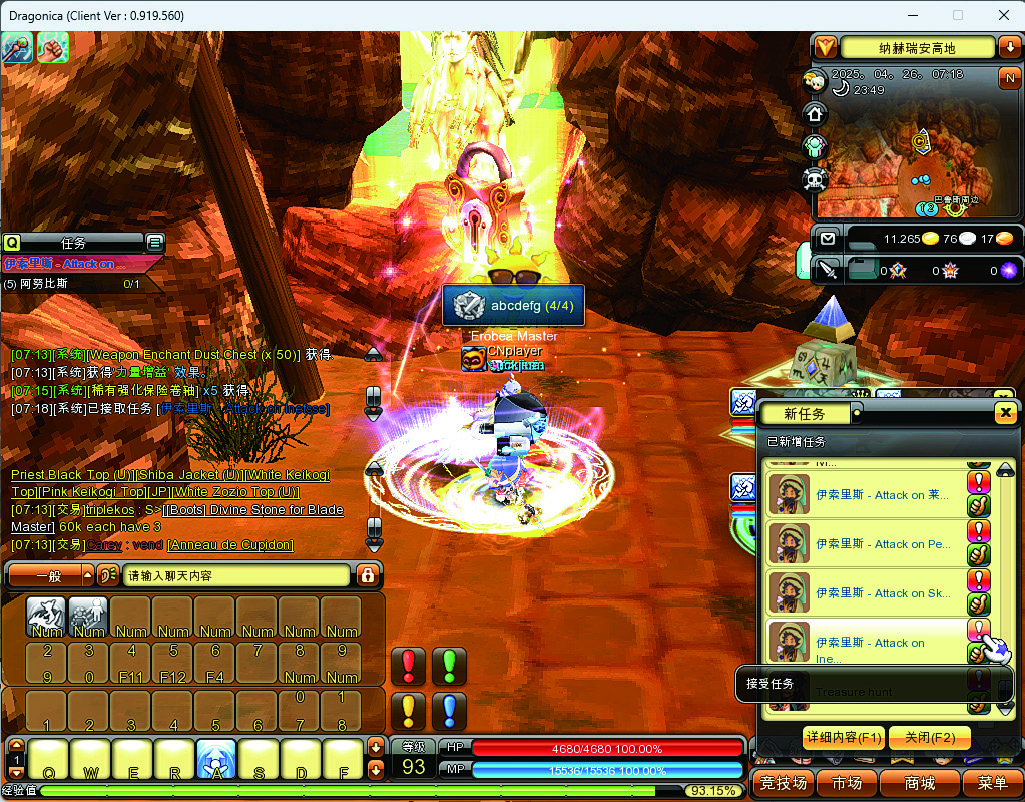 Dragonica (Client Ver : 0.919.560)
纳赫瑞安高地
2025。04。26。07:18
23:49
N
巴鲁斯周边
11.265 76 17
0 0 0
Q 任务
伊索里斯 - Attack on ...
(5) 阿努比斯 0/1
abcdefg (4/4)
Erobea Master
CNplayer
[07:13][系统][Weapon Enchant Dust Chest (x 50)] 获得.
[07:13][系统]获得'力量增益' 效果。
[07:15][系统][稀有强化保险卷轴] x5 获得.
[07:18][系统]已接取任务 [伊索里斯 - Attack on Inetsse]
Priest Black Top (U)][Shiba Jacket (U)][White Keikogi
Top][Pink Keikogi Top][JP][White Zozio Top (U)]
[07:13][交易]triplekos : S>[[Boots] Divine Stone for Blade
Master] 60k each have 3
[07:13][交易]Carey : vend [Anneau de Cupidon]
一般
请输入聊天内容
新任务
已新增任务
M...
伊索里斯 - Attack on 莱...
伊索里斯 - Attack on Pe...
伊索里斯 - Attack on Sk...
伊索里斯 - Attack on
Ine...
接受任务
Treasure hunt
详细内容(F1)
关闭(F2)
Num Num Num Num Num Num Num Num
2 3 4 5 6 7 8 9
9 0 F11 F12 F4 Num Num
0 1
1 2 3 4 5 6 7 8
1
Q W E R A S D F
等级
93
HP 4680/4680 100.00%
MP 15536/15536 100.00%
经验值 93.15%
竞技场
市场
商城
菜单